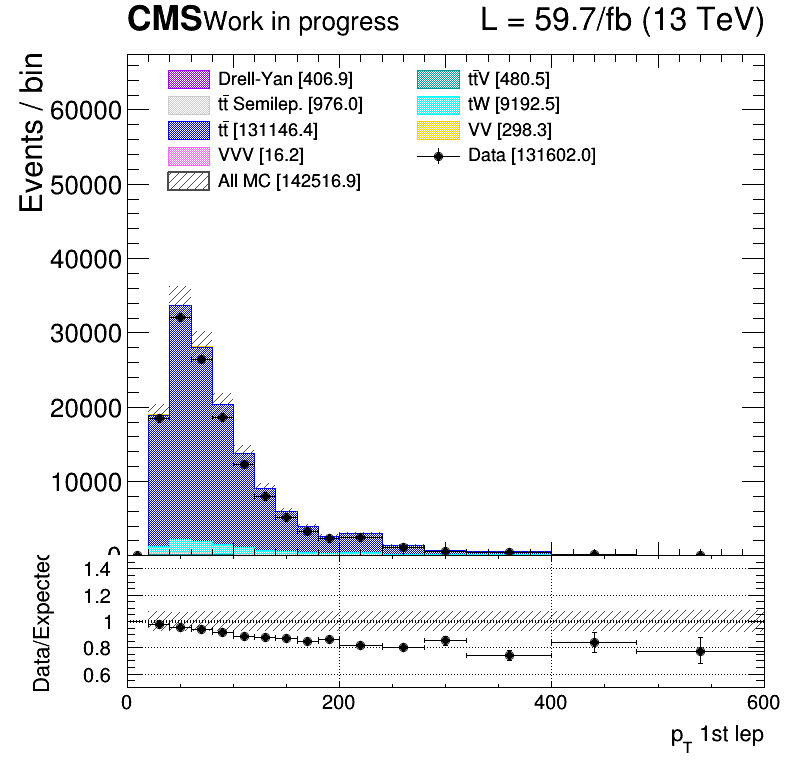 CMS Work in progress L = 59.7/fb (13 TeV)
Events / bin
60000
50000
40000
30000
20000
10000
0
Drell-Yan [406.9]
tt̄ Semilep. [976.0]
tt̄ [131146.4]
VVV [16.2]
All MC [142516.9]
tt̄V [480.5]
tW [9192.5]
VV [298.3]
Data [131602.0]
Data/Expected
1.4
1.2
1
0.8
0.6
0 200 400 600
p_T 1st lep